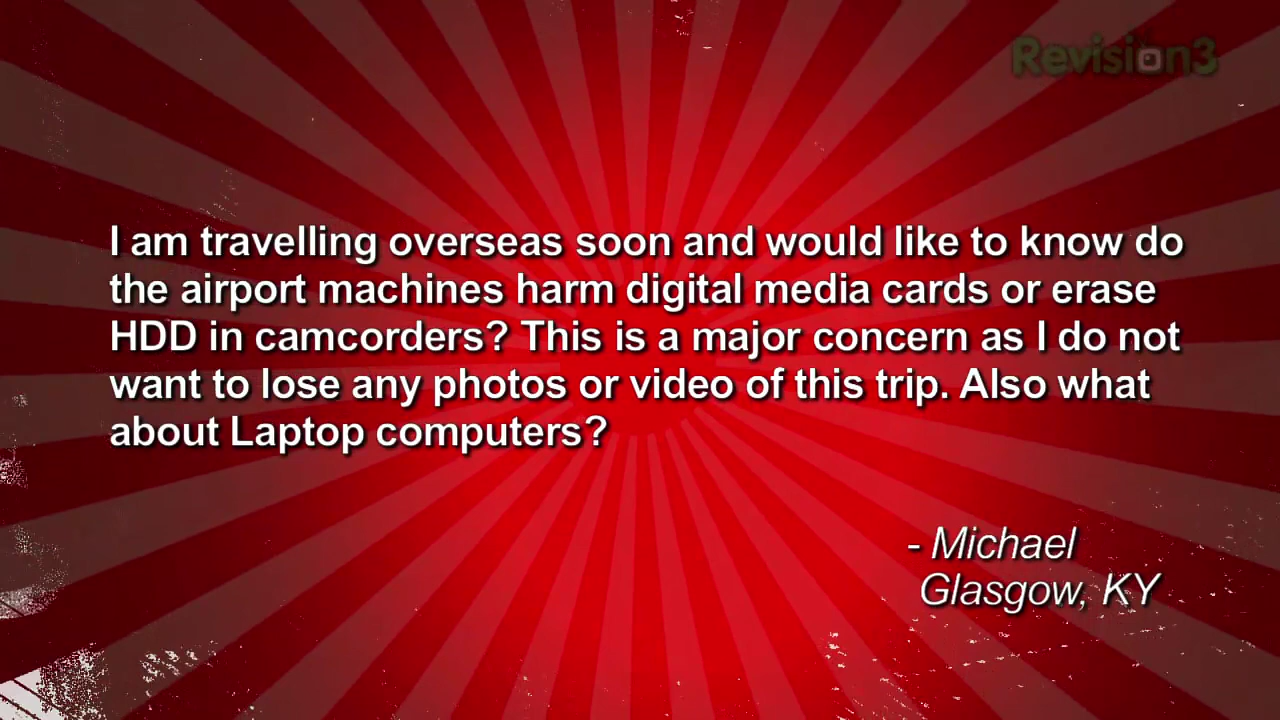 Revision3
I am travelling overseas soon and would like to know do
the airport machines harm digital media cards or erase
HDD in camcorders? This is a major concern as I do not
want to lose any photos or video of this trip. Also what
about Laptop computers?
- Michael
Glasgow, KY